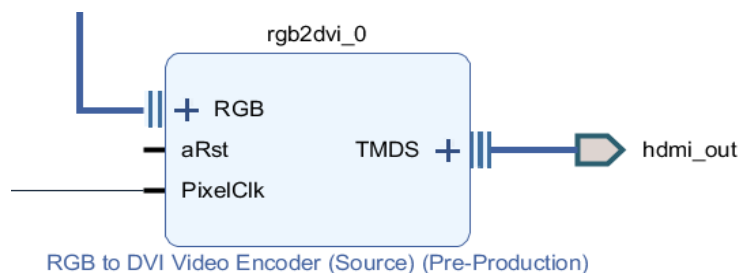 rgb2dvi_0
RGB
aRst
TMDS
hdmi_out
PixelClk
RGB to DVI Video Encoder (Source) (Pre-Production)